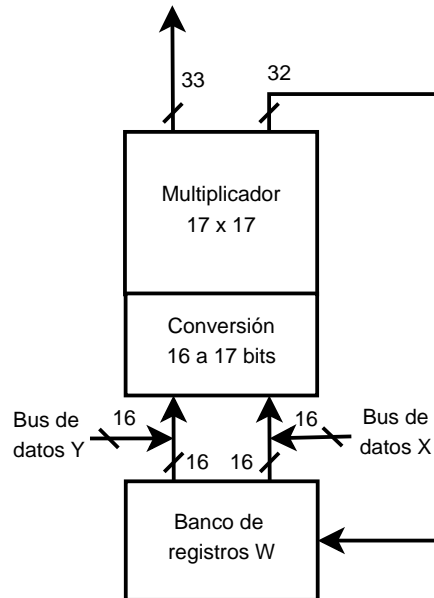 33
32
Multiplicador
17 x 17
Conversión
16 a 17 bits
Bus de
datos Y
16
16
Bus de
datos X
16
16
Banco de
registros W